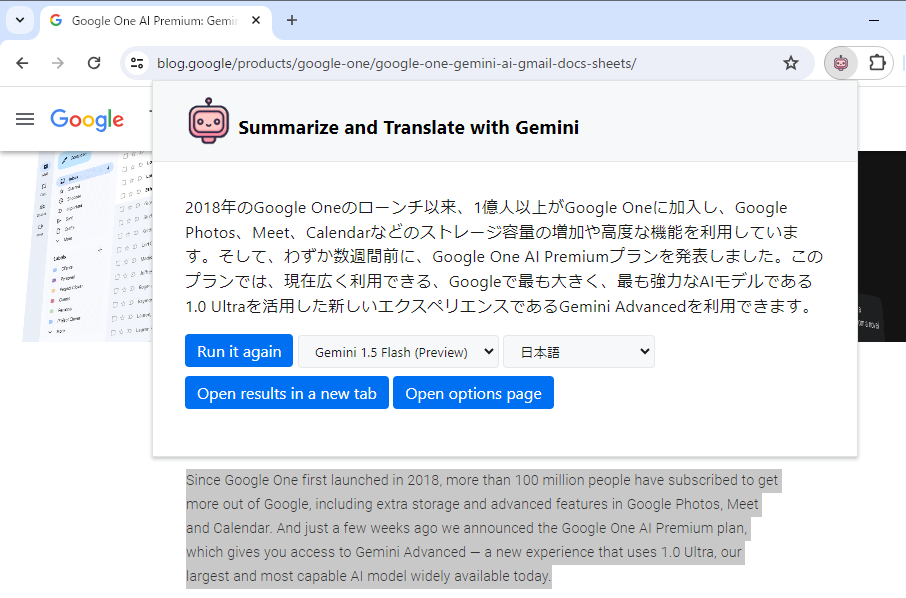 Google One AI Premium: Gemin
blog.google/products/google-one/google-one-gemini-ai-gmail-docs-sheets/
Google
Summarize and Translate with Gemini
2018年のGoogle Oneのローンチ以来、1億人以上がGoogle Oneに加入し、Google
Photos、Meet、Calendarなどのストレージ容量の増加や高度な機能を利用していま
す。そして、わずか数週間前に、Google One AI Premiumプランを発表しました。この
プランでは、現在広く利用できる、Googleで最も大きく、最も強力なAIモデルである
1.0 Ultraを活用した新しいエクスペリエンスであるGemini Advancedを利用できます。
Run it again
Gemini 1.5 Flash (Preview)
日本語
Open results in a new tab
Open options page
Labels
Since Google One first launched in 2018, more than 100 million people have subscribed to get
more out of Google, including extra storage and advanced features in Google Photos, Meet
and Calendar. And just a few weeks ago we announced the Google One AI Premium plan,
which gives you access to Gemini Advanced — a new experience that uses 1.0 Ultra, our
largest and most capable AI model widely available today.